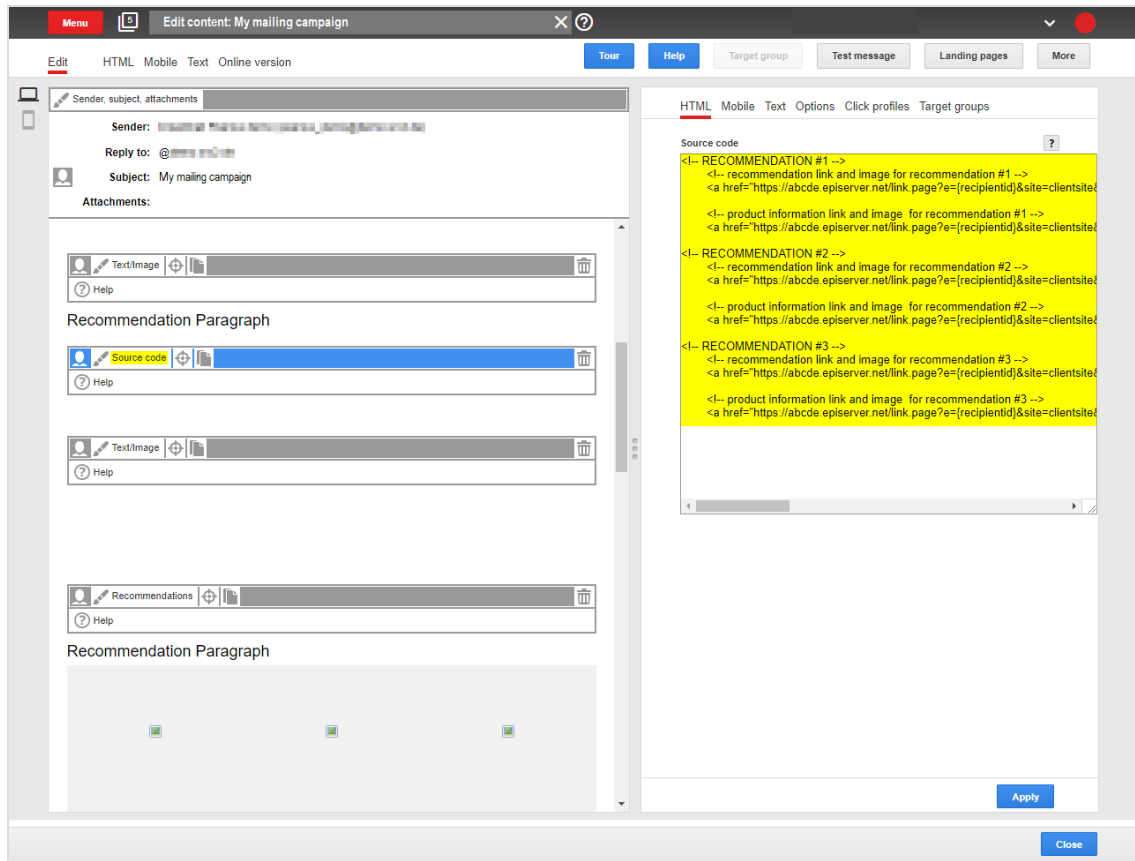 Menu 5 Edit content: My mailing campaign
Edit HTML Mobile Text Online version Tour Help Target group Test message Landing pages More
Sender, subject, attachments
Sender:
Reply to: @
Subject: My mailing campaign
Attachments:
Text/Image
? Help
Recommendation Paragraph
Source code
? Help
Text/Image
? Help
Recommendations
? Help
Recommendation Paragraph
HTML Mobile Text Options Click profiles Target groups
Source code ?
<!-- RECOMMENDATION #1 -->
<!-- recommendation link and image for recommendation #1 -->
<a href="https://abcde.episerver.net/link.page?e={recipientid}&site=clientsite&
<!-- product information link and image  for recommendation #1 -->
<a href="https://abcde.episerver.net/link.page?e={recipientid}&site=clientsite&
<!-- RECOMMENDATION #2 -->
<!-- recommendation link and image for recommendation #2 -->
<a href="https://abcde.episerver.net/link.page?e={recipientid}&site=clientsite&
<!-- product information link and image  for recommendation #2 -->
<a href="https://abcde.episerver.net/link.page?e={recipientid}&site=clientsite&
<!-- RECOMMENDATION #3 -->
<!-- recommendation link and image for recommendation #3 -->
<a href="https://abcde.episerver.net/link.page?e={recipientid}&site=clientsite&
<!-- product information link and image  for recommendation #3 -->
<a href="https://abcde.episerver.net/link.page?e={recipientid}&site=clientsite&
Apply
Close